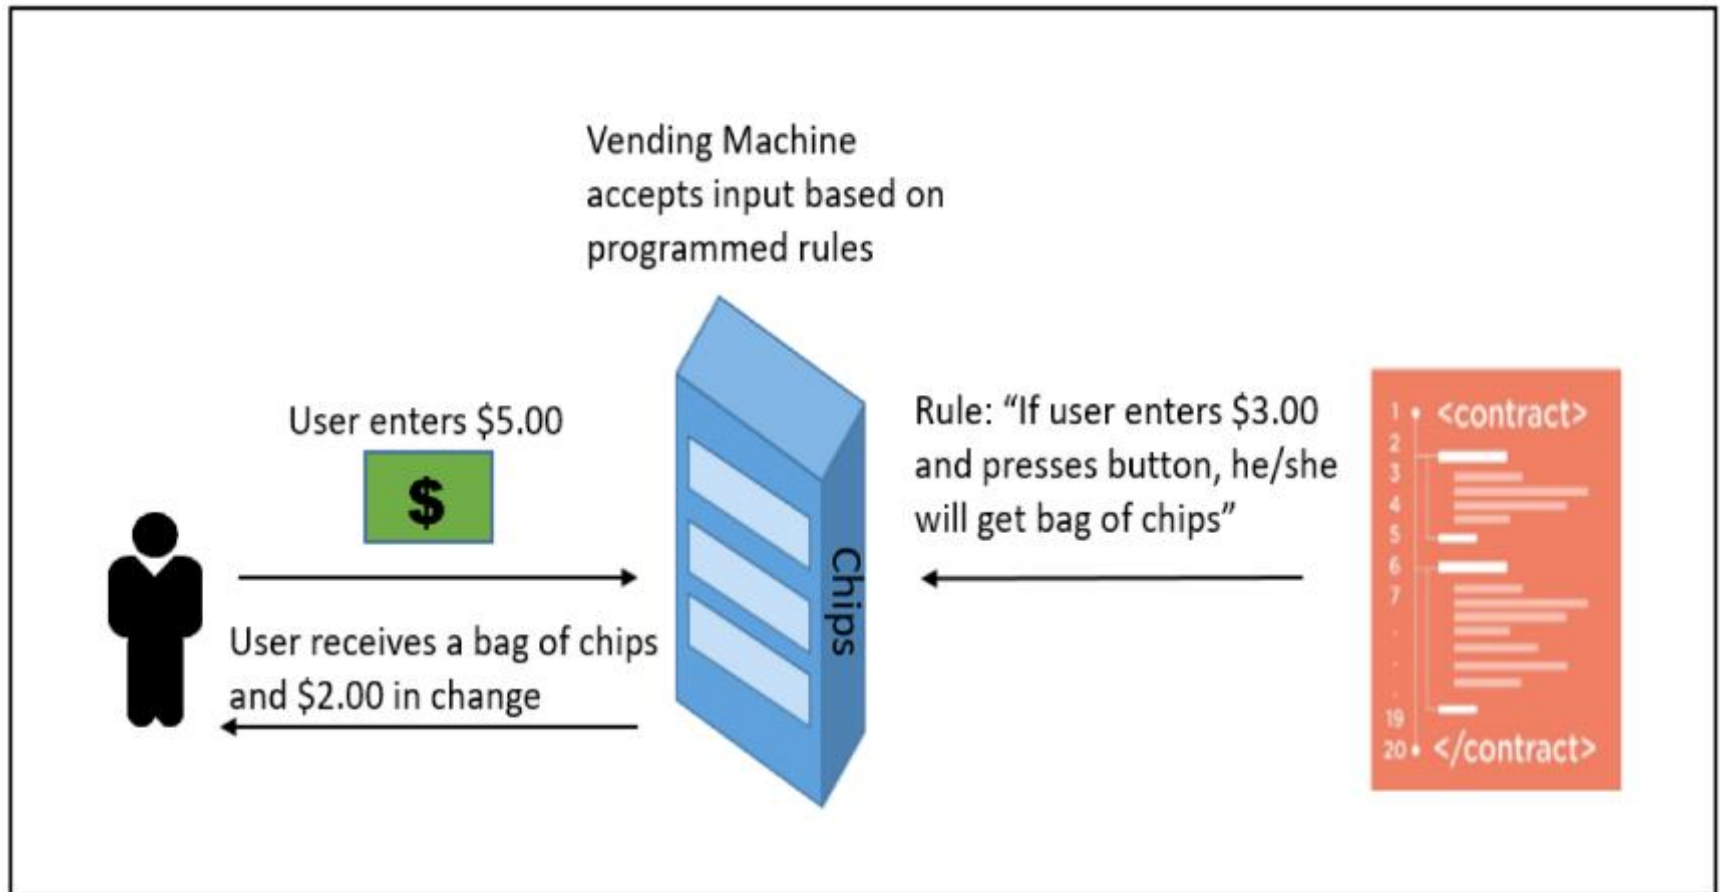 Vending Machine
accepts input based on
programmed rules
User enters $5.00
$
User receives a bag of chips
and $2.00 in change
Chips
Rule: “If user enters $3.00
and presses button, he/she
will get bag of chips”
1 <contract>
2
3
4
5
6
7
.
.
.
19
20 </contract>